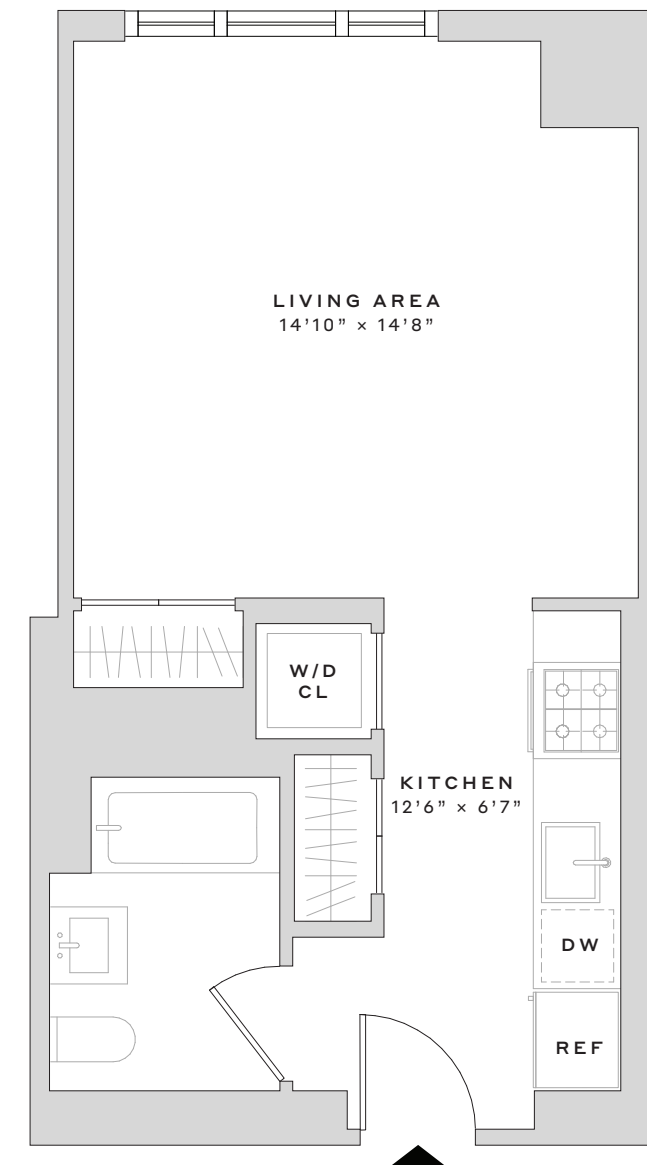 LIVING AREA
14’10” × 14’8”
W/D
CL
KITCHEN
12’6” × 6’7”
DW
REF